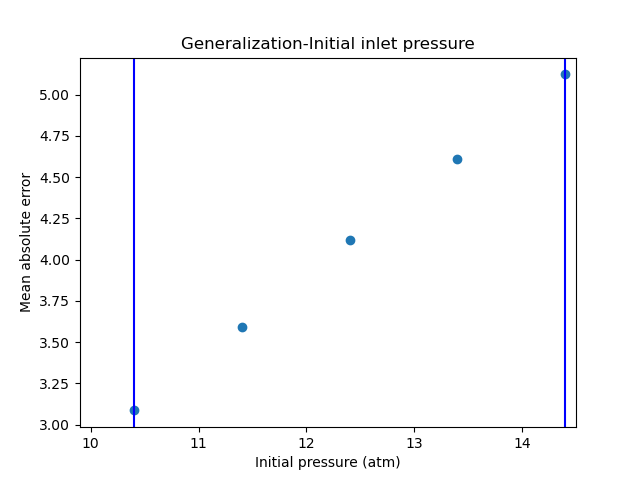 Generalization-Initial inlet pressure
Mean absolute error
5.00
4.75
4.50
4.25
4.00
3.75
3.50
3.25
3.00
10 11 12 13 14
Initial pressure (atm)